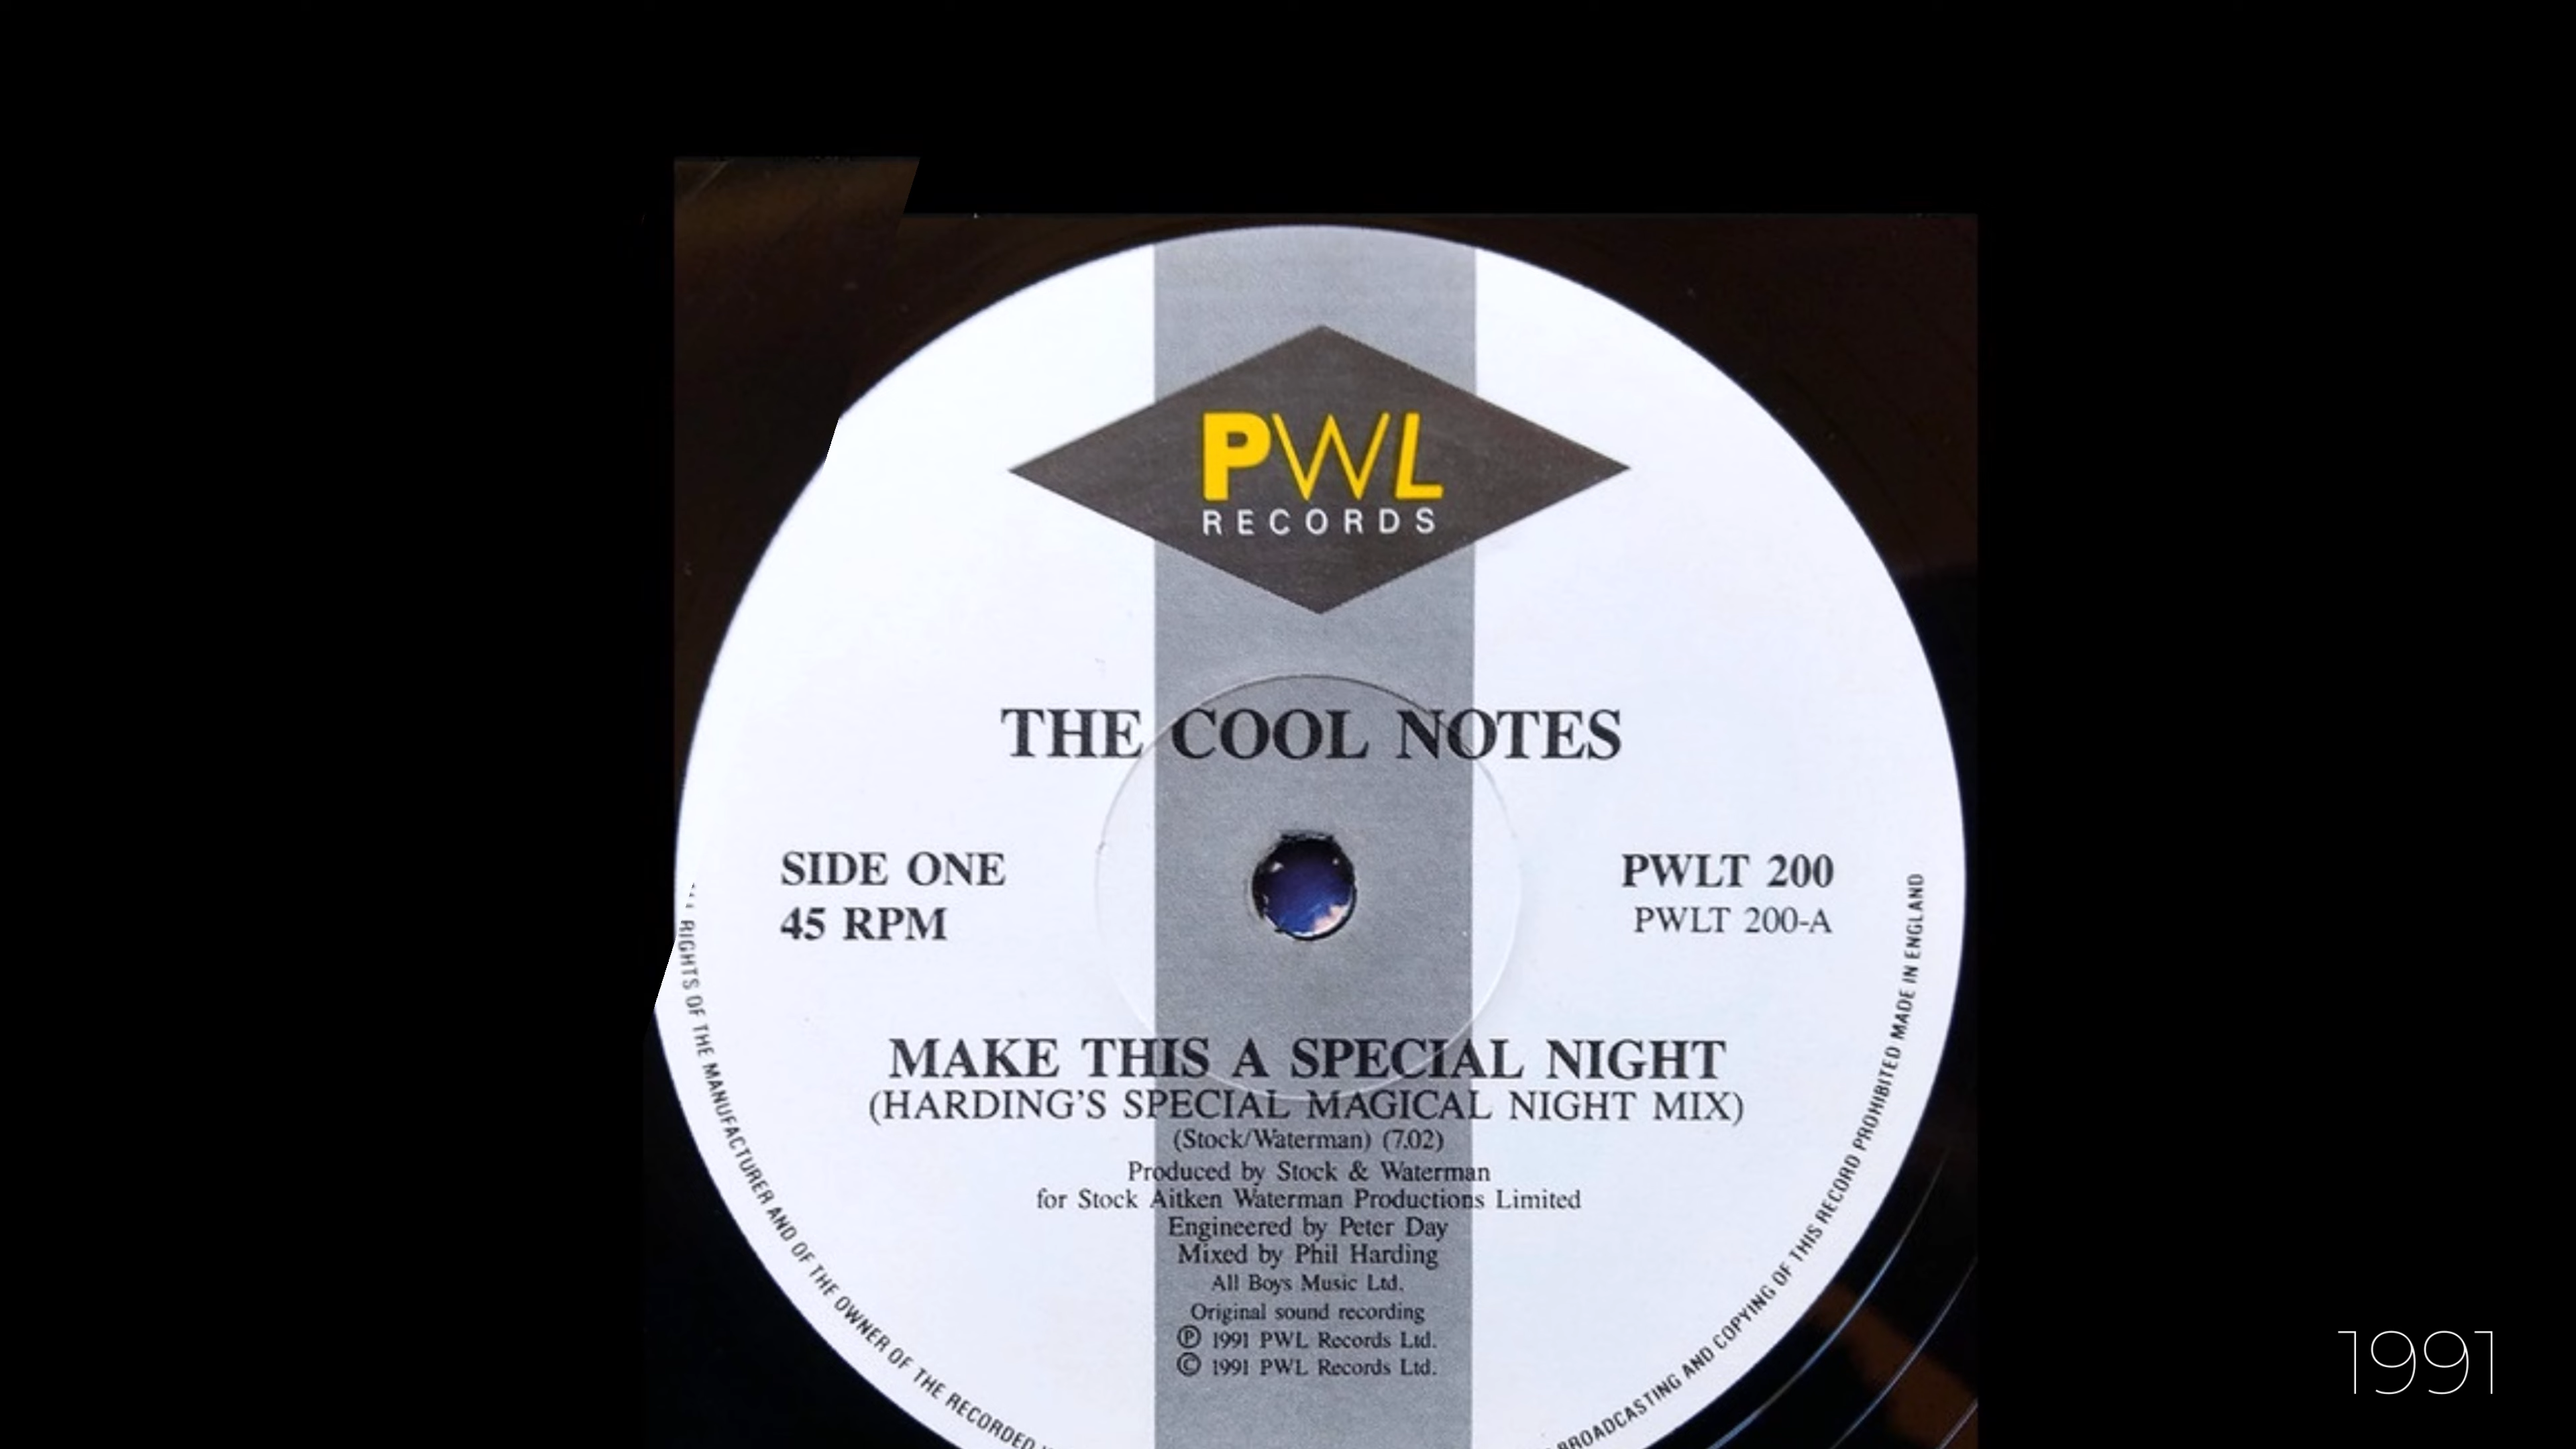 PWL
RECORDS
THE COOL NOTES
SIDE ONE
45 RPM
PWLT 200
PWLT 200-A
MAKE THIS A SPECIAL NIGHT
(HARDING'S SPECIAL MAGICAL NIGHT MIX)
(Stock/Waterman) (7.02)
Produced by Stock & Waterman
for Stock Aitken Waterman Productions Limited
Engineered by Peter Day
Mixed by Phil Harding
All Boys Music Ltd.
Original sound recording
℗ 1991 PWL Records Ltd.
© 1991 PWL Records Ltd.
RIGHTS OF THE MANUFACTURER AND OF THE OWNER OF THE RECORDED
BROADCASTING AND COPYING OF THIS RECORD PROHIBITED MADE IN ENGLAND
1991